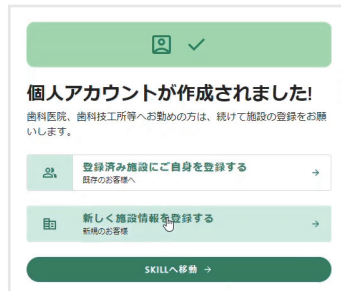 個人アカウントが作成されました!
歯科医院、歯科技工所等へお勤めの方は、続けて施設の登録をお願
いします。
登録済み施設にご自身を登録する
既存のお客様へ
新しく施設情報を登録する
新規のお客様
SKILLへ移動 →